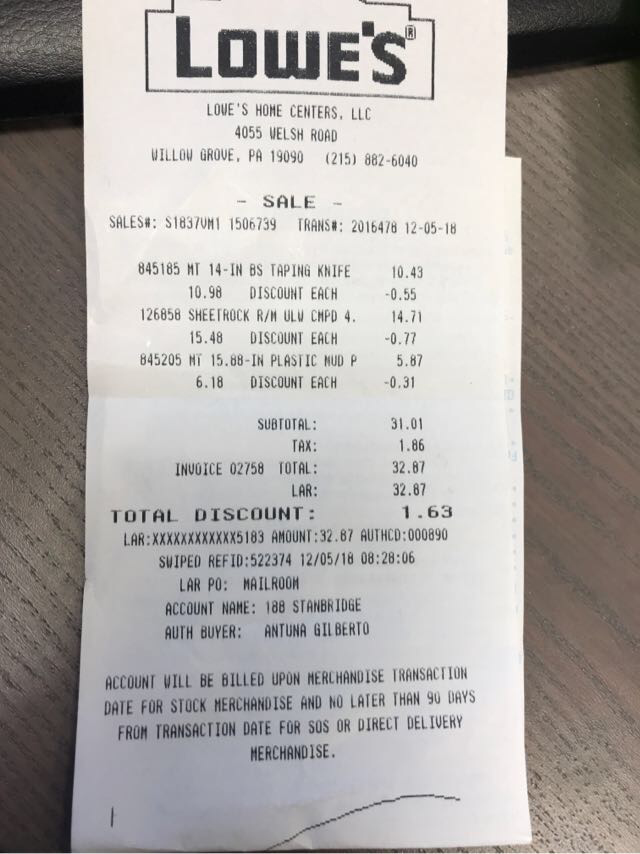 LOWE'S®
LOWE'S HOME CENTERS, LLC
4055 WELSH ROAD
WILLOW GROVE, PA 19090 (215) 882-6040
- SALE -
SALES#: S1837VM1 1506739 TRANS#: 2016478 12-05-18
845185 MT 14-IN BS TAPING KNIFE 10.43
10.98 DISCOUNT EACH -0.55
126858 SHEETROCK R/M ULW CMPD 4. 14.71
15.48 DISCOUNT EACH -0.77
845205 MT 15.88-IN PLASTIC MUD P 5.87
6.18 DISCOUNT EACH -0.31
SUBTOTAL: 31.01
TAX: 1.86
INVOICE 02758 TOTAL: 32.87
LAR: 32.87
TOTAL DISCOUNT: 1.63
LAR:XXXXXXXXXXXX5183 AMOUNT:32.87 AUTHCD:000890
SWIPED REFID:522374 12/05/18 08:28:06
LAR PO: MAILROOM
ACCOUNT NAME: 188 STANBRIDGE
AUTH BUYER: ANTUNA GILBERTO
ACCOUNT WILL BE BILLED UPON MERCHANDISE TRANSACTION
DATE FOR STOCK MERCHANDISE AND NO LATER THAN 90 DAYS
FROM TRANSACTION DATE FOR SOS OR DIRECT DELIVERY
MERCHANDISE.